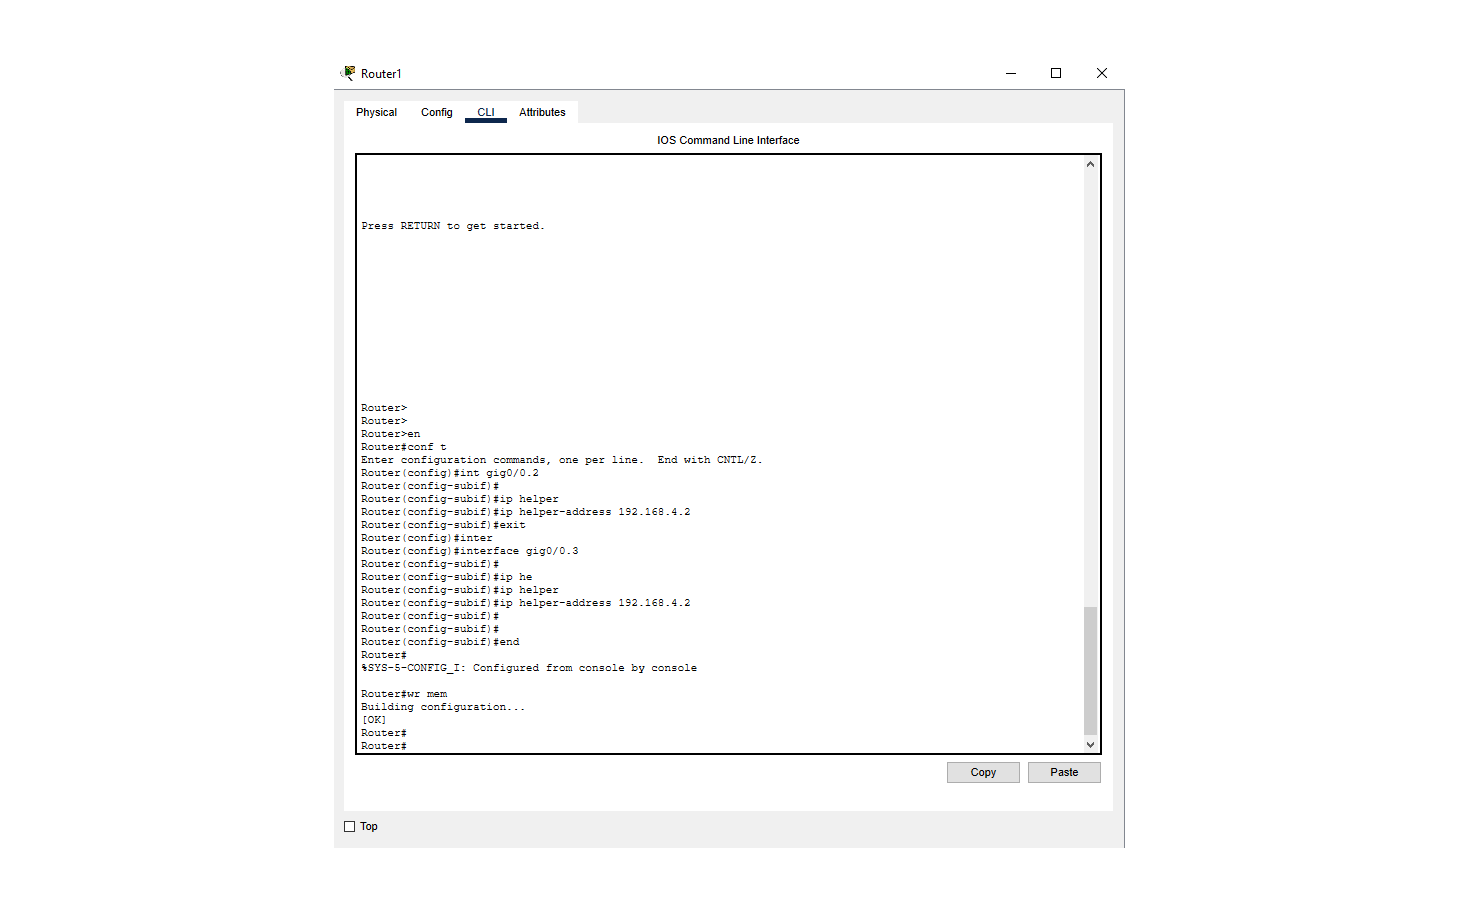 Router1
Physical Config CLI Attributes
IOS Command Line Interface
Press RETURN to get started.
Router>
Router>
Router>en
Router#conf t
Enter configuration commands, one per line.  End with CNTL/Z.
Router(config)#int gig0/0.2
Router(config-subif)#
Router(config-subif)#ip helper
Router(config-subif)#ip helper-address 192.168.4.2
Router(config-subif)#exit
Router(config)#inter
Router(config)#interface gig0/0.3
Router(config-subif)#
Router(config-subif)#ip he
Router(config-subif)#ip helper
Router(config-subif)#ip helper-address 192.168.4.2
Router(config-subif)#
Router(config-subif)#
Router(config-subif)#end
Router#
%SYS-5-CONFIG_I: Configured from console by console
Router#wr mem
Building configuration...
[OK]
Router#
Router#
Copy Paste
Top